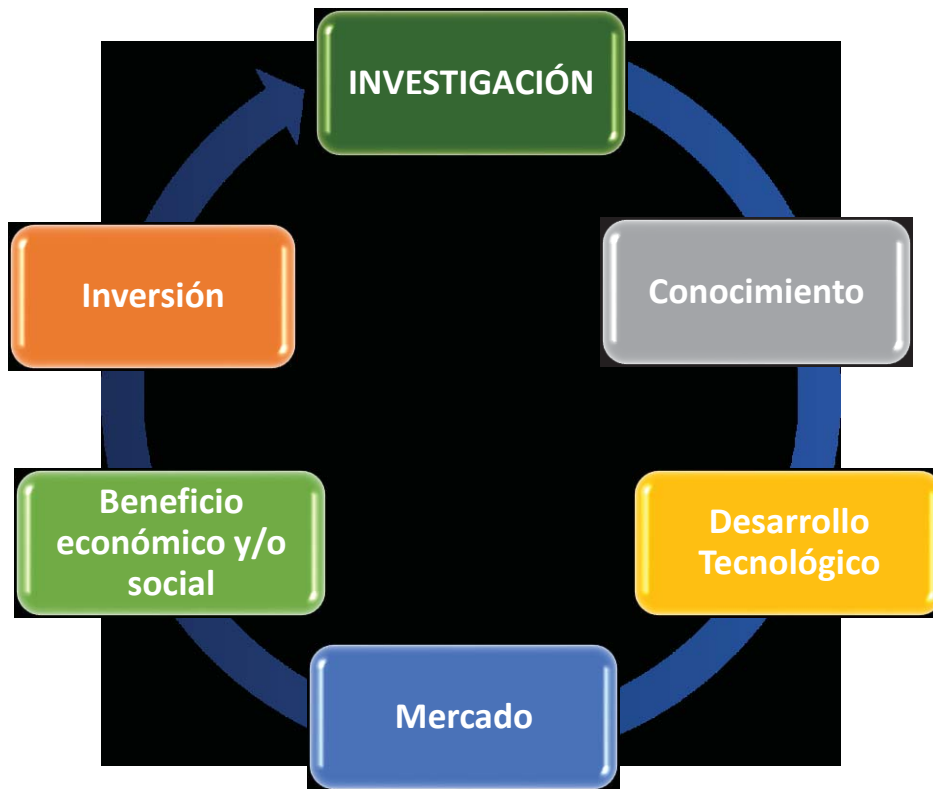 INVESTIGACIÓN
Conocimiento
Desarrollo
Tecnológico
Mercado
Beneficio
económico y/o
social
Inversión